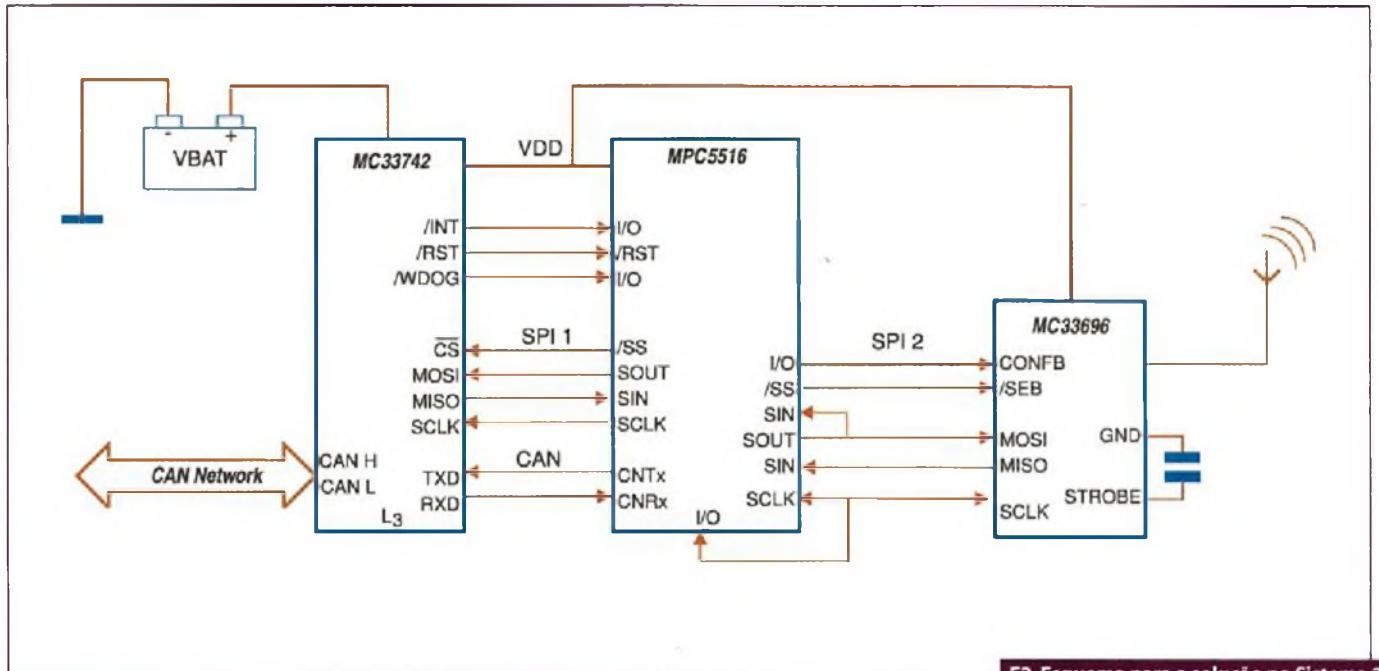 - +
VBAT
MC33742
VDD
MPC5516
/INT
I/O
/RST
/RST
/WDOG
I/O
CS
SPI 1
/SS
MOSI
SOUT
MISO
SIN
SCLK
SCLK
CAN Network
CAN H
CAN L
TXD
CAN
CNTx
RXD
CNRx
L3
I/O
I/O
SPI 2
CONFB
/SS
/SEB
SIN
SOUT
MOSI
SIN
MISO
SCLK
SCLK
MC33696
GND
STROBE